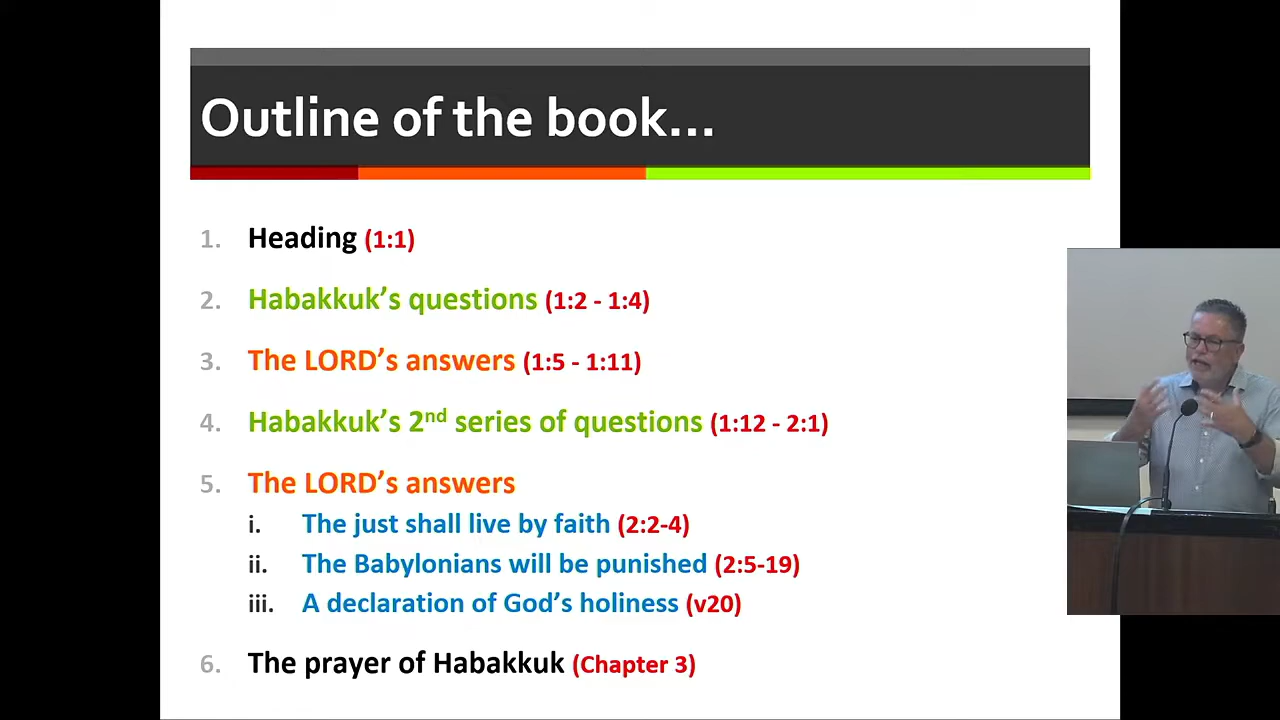 Outline of the book...
1. Heading (1:1)
2. Habakkuk's questions (1:2 - 1:4)
3. The LORD's answers (1:5 - 1:11)
4. Habakkuk's 2nd series of questions (1:12 - 2:1)
5. The LORD's answers
i. The just shall live by faith (2:2-4)
ii. The Babylonians will be punished (2:5-19)
iii. A declaration of God's holiness (v20)
6. The prayer of Habakkuk (Chapter 3)